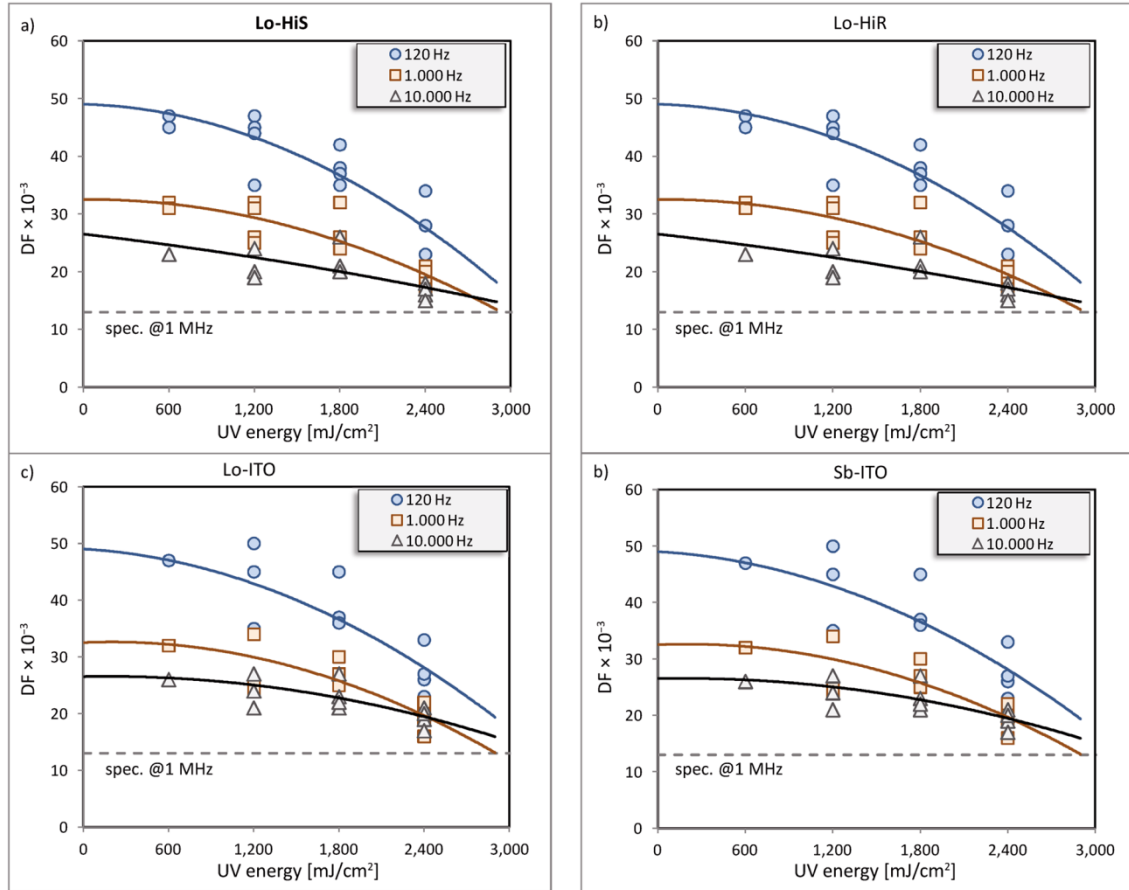 a) Lo-HiS
60
50
40
30
20
10
0
DF × 10⁻³
120 Hz
1.000 Hz
10.000 Hz
spec. @1 MHz
0 600 1,200 1,800 2,400 3,000
UV energy [mJ/cm²]
b) Lo-HiR
60
50
40
30
20
10
0
DF × 10⁻³
120 Hz
1.000 Hz
10.000 Hz
spec. @1 MHz
0 600 1,200 1,800 2,400 3,000
UV energy [mJ/cm²]
c) Lo-ITO
60
50
40
30
20
10
0
DF × 10⁻³
120 Hz
1.000 Hz
10.000 Hz
spec. @1 MHz
0 600 1,200 1,800 2,400 3,000
UV energy [mJ/cm²]
b) Sb-ITO
60
50
40
30
20
10
0
DF × 10⁻³
120 Hz
1.000 Hz
10.000 Hz
spec. @1 MHz
0 600 1,200 1,800 2,400 3,000
UV energy [mJ/cm²]